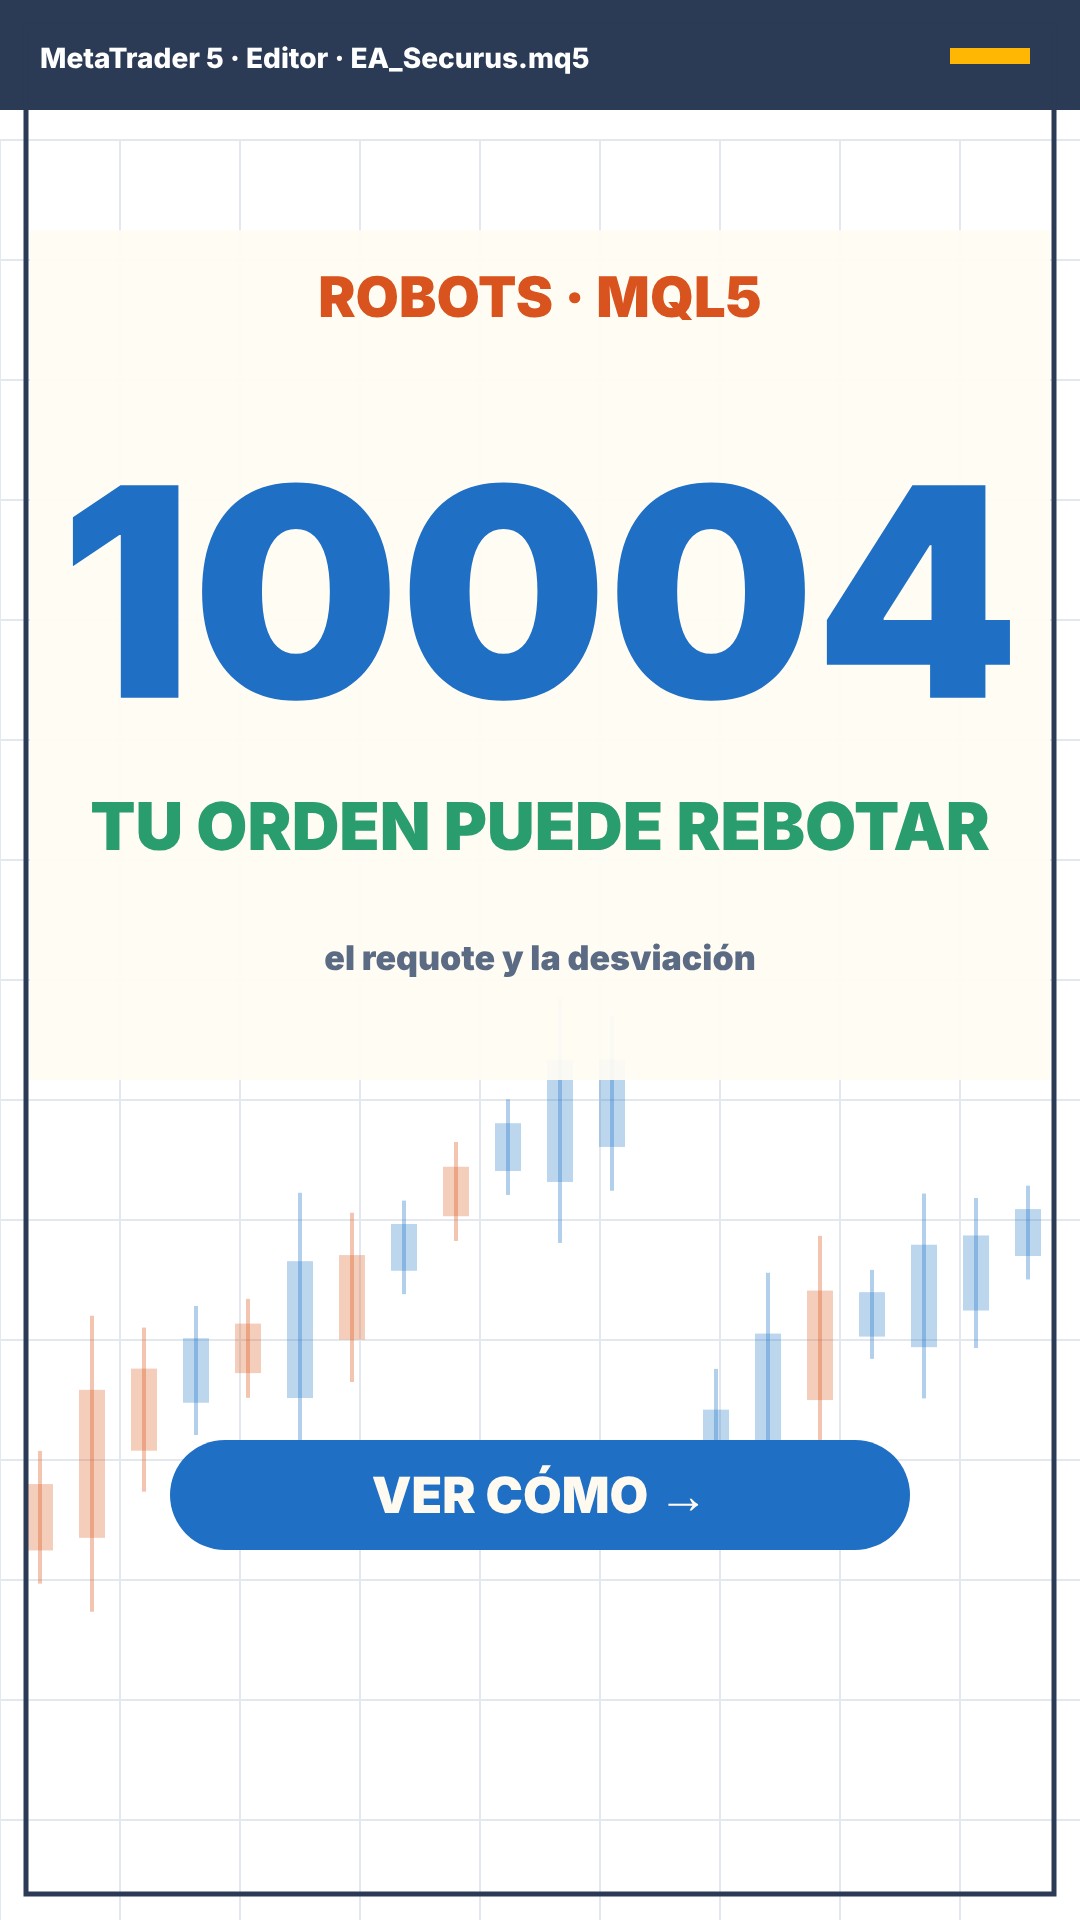 MetaTrader 5 · Editor · EA_Securus.mq5
ROBOTS · MQL5
10004
TU ORDEN PUEDE REBOTAR
el requote y la desviación
VER CÓMO →